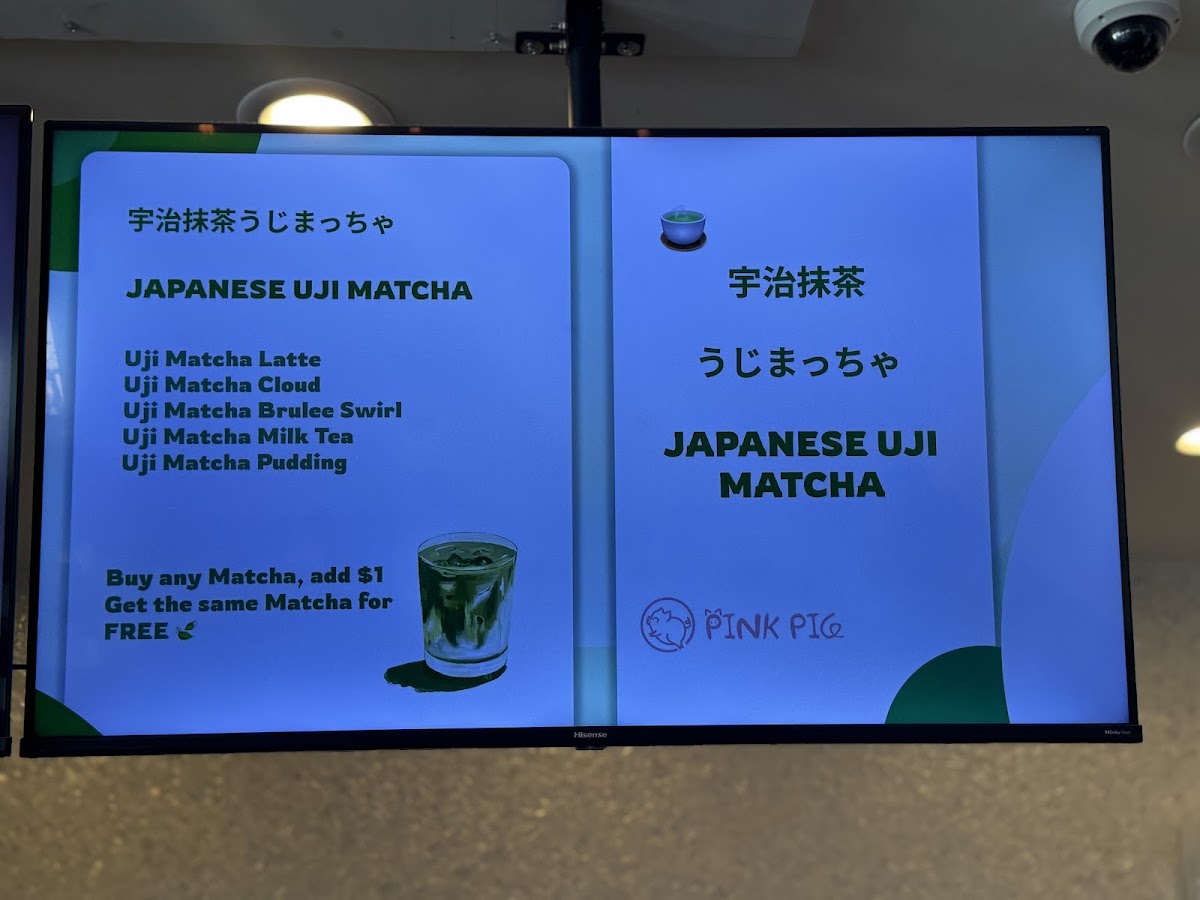 宇治抹茶うじまっちゃ
JAPANESE UJI MATCHA
Uji Matcha Latte
Uji Matcha Cloud
Uji Matcha Brulee Swirl
Uji Matcha Milk Tea
Uji Matcha Pudding
Buy any Matcha, add $1
Get the same Matcha for
FREE
宇治抹茶
うじまっちゃ
JAPANESE UJI
MATCHA
PINK PIG
Hisense